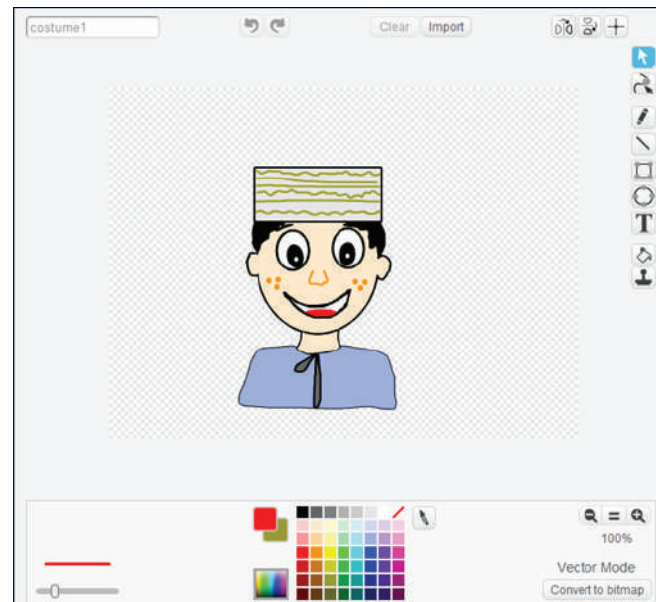 costume1
Clear Import
T
100%
Vector Mode
Convert to bitmap